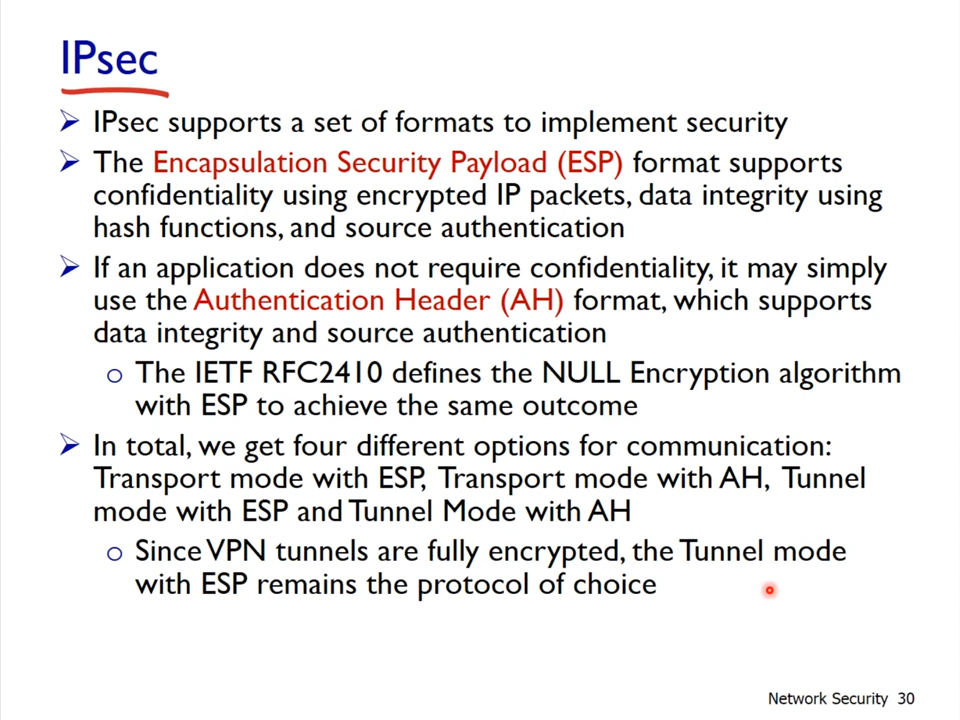 IPsec
➢ IPsec supports a set of formats to implement security
➢ The Encapsulation Security Payload (ESP) format supports
confidentiality using encrypted IP packets, data integrity using
hash functions, and source authentication
➢ If an application does not require confidentiality, it may simply
use the Authentication Header (AH) format, which supports
data integrity and source authentication
o The IETF RFC2410 defines the NULL Encryption algorithm
with ESP to achieve the same outcome
➢ In total, we get four different options for communication:
Transport mode with ESP, Transport mode with AH, Tunnel
mode with ESP and Tunnel Mode with AH
o Since VPN tunnels are fully encrypted, the Tunnel mode
with ESP remains the protocol of choice
Network Security 30